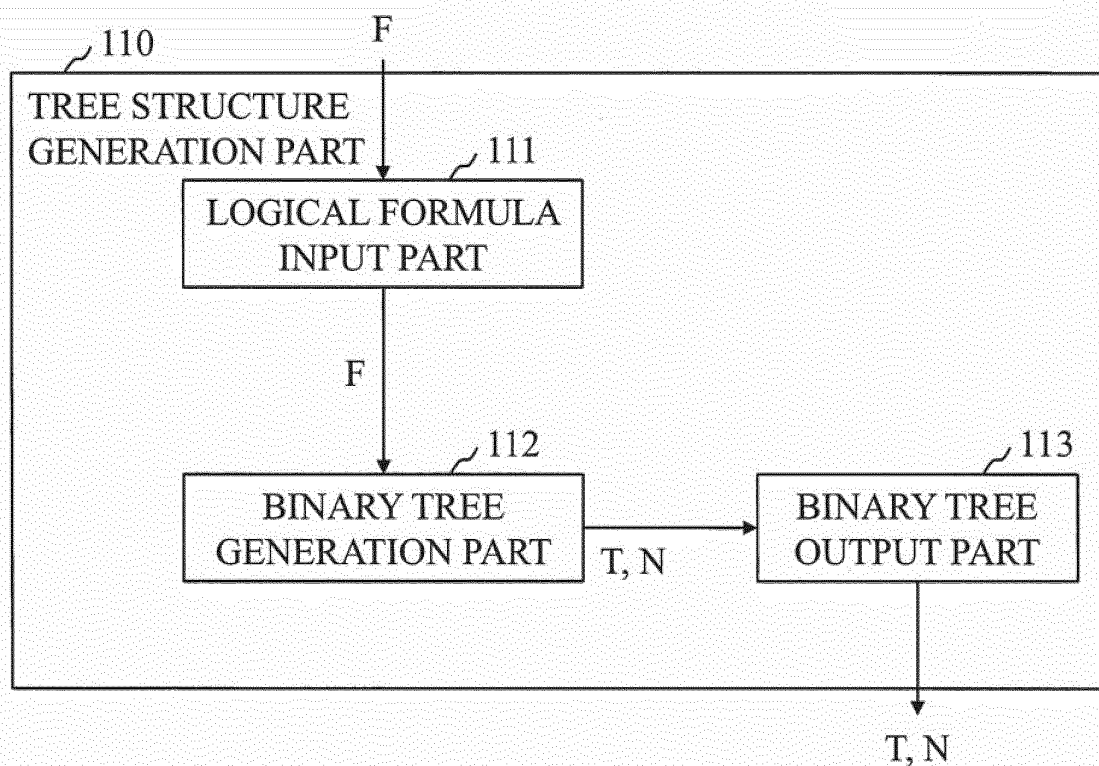 110
F
TREE STRUCTURE
GENERATION PART
111
LOGICAL FORMULA
INPUT PART
F
112
BINARY TREE
GENERATION PART
T, N
113
BINARY TREE
OUTPUT PART
T, N